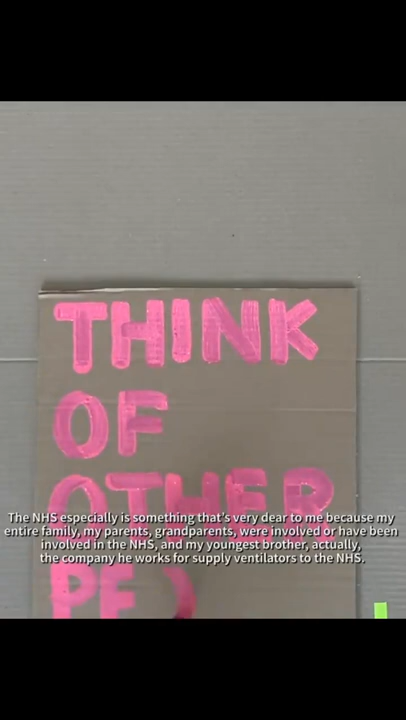 THINK
OF
OTHER
PE
The NHS especially is something that's very dear to me because my
entire family, my parents, grandparents, were involved or have been
involved in the NHS, and my youngest brother, actually,
the company he works for supply ventilators to the NHS.